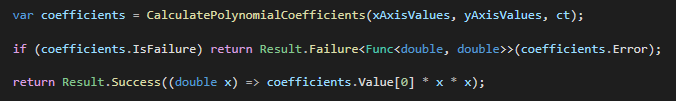 var coefficients = CalculatePolynomialCoefficients(xAxisValues, yAxisValues, ct);
if (coefficients.IsFailure) return Result.Failure<Func<double, double>>(coefficients.Error);
return Result.Success((double x) => coefficients.Value[0] * x * x);